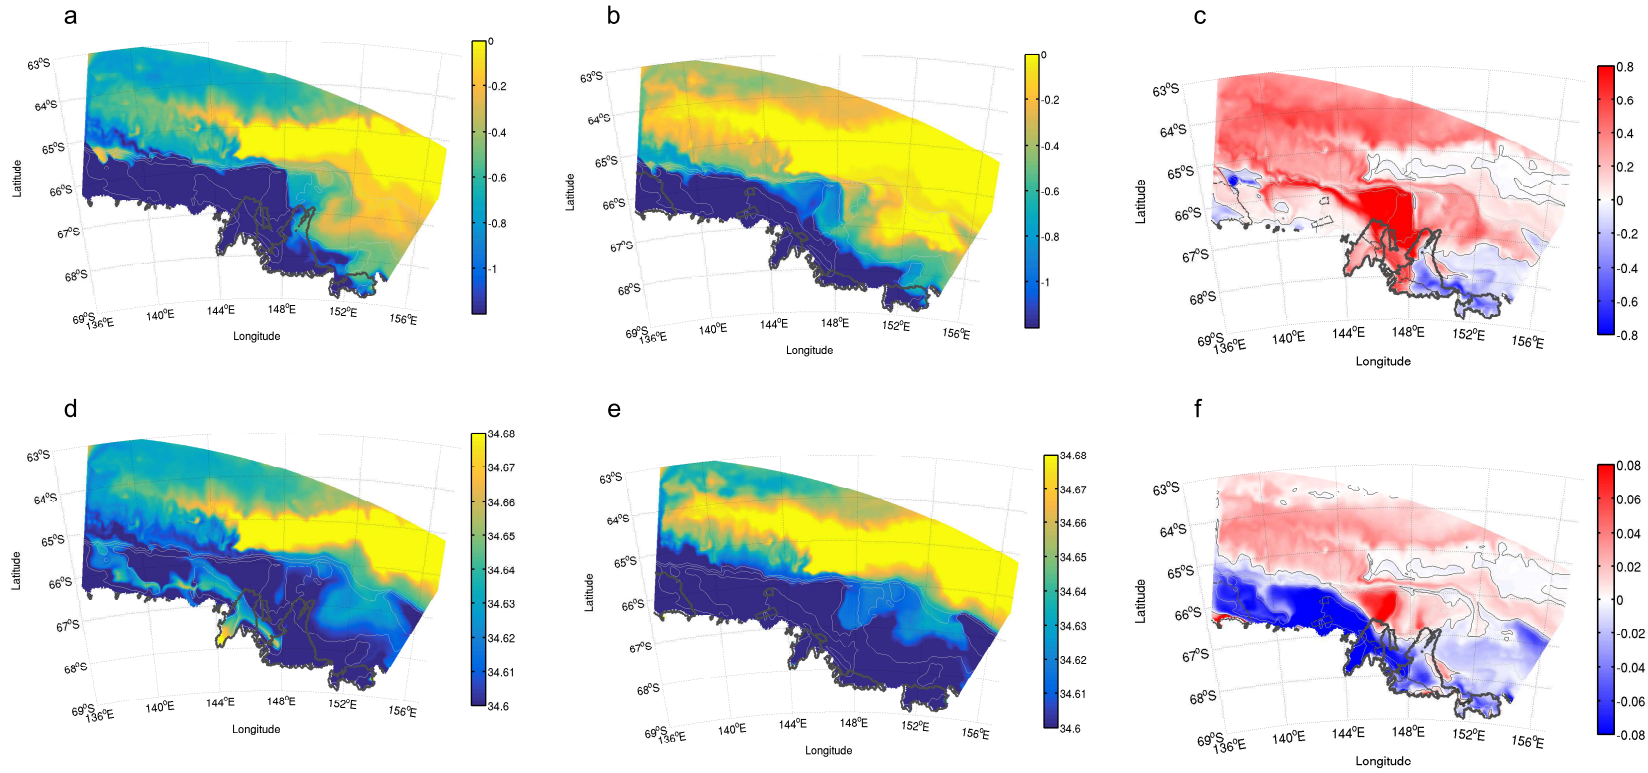 a
63°S
64°S
65°S
66°S
67°S
68°S
69°S
136°E
140°E
144°E
148°E
152°E
156°E
Latitude
Longitude
0
-0.2
-0.4
-0.6
-0.8
-1
b
63°S
64°S
65°S
66°S
67°S
68°S
69°S
136°E
140°E
144°E
148°E
152°E
156°E
Latitude
Longitude
0
-0.2
-0.4
-0.6
-0.8
-1
c
63°S
64°S
65°S
66°S
67°S
68°S
69°S
136°E
140°E
144°E
148°E
152°E
156°E
Latitude
Longitude
0.8
0.6
0.4
0.2
0
-0.2
-0.4
-0.6
-0.8
d
63°S
64°S
65°S
66°S
67°S
68°S
69°S
136°E
140°E
144°E
148°E
152°E
156°E
Latitude
Longitude
34.68
34.67
34.66
34.65
34.64
34.63
34.62
34.61
34.6
e
63°S
64°S
65°S
66°S
67°S
68°S
69°S
136°E
144°E
148°E
152°E
156°E
Latitude
Longitude
34.68
34.67
34.66
34.65
34.64
34.63
34.62
34.61
34.6
f
63°S
64°S
65°S
66°S
67°S
68°S
69°S
136°E
140°E
144°E
148°E
152°E
156°E
Latitude
Longitudc
0.08
0.06
0.04
0.02
0
-0.02
-0.04
-0.06
-0.08